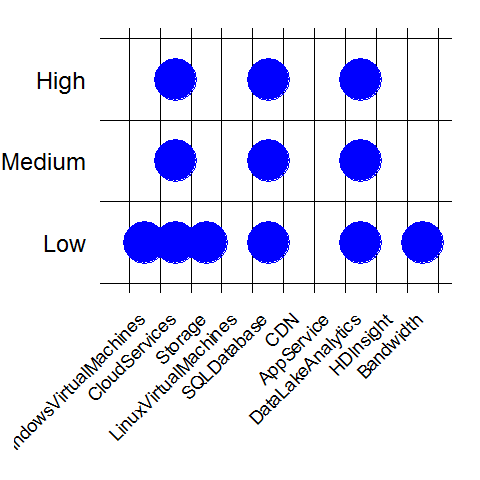 High
Medium
Low
ndowsVirtualMachines
CloudServices
Storage
LinuxVirtualMachines
SQLDatabase
CDN
AppService
DataLakeAnalytics
HDInsight
Bandwidth